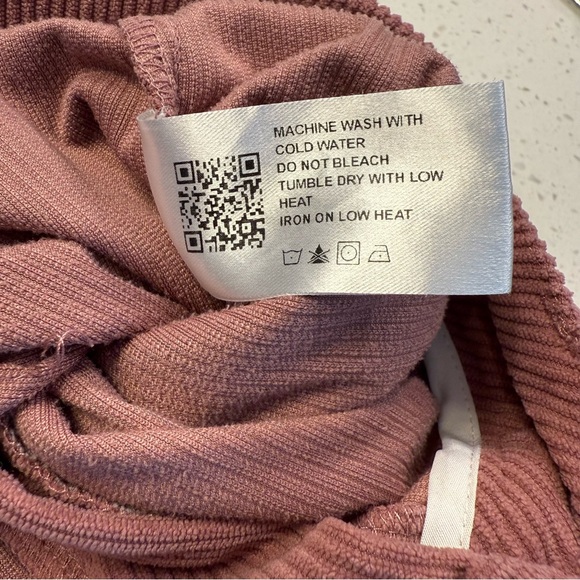 MACHINE WASH WITH
COLD WATER
DO NOT BLEACH
TUMBLE DRY WITH LOW
HEAT
IRON ON LOW HEAT